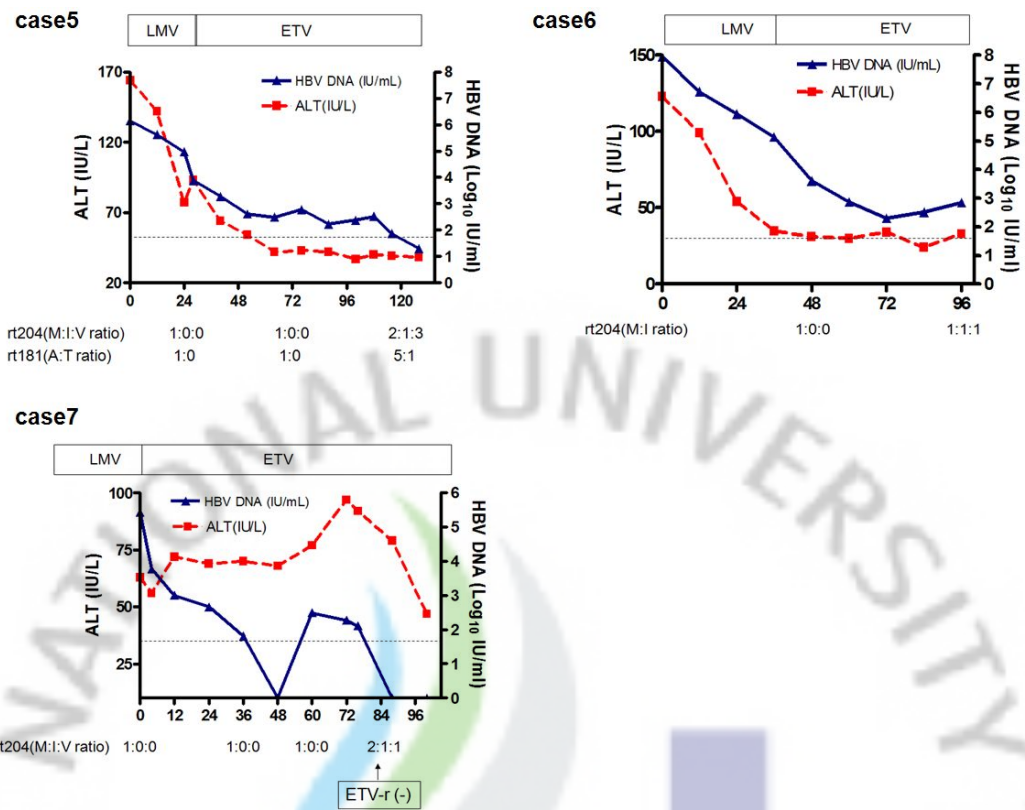 case5
LMV ETV
HBV DNA (IU/mL)
ALT(IU/L)
ALT (IU/L)
170
120
70
20
HBV DNA (Log10 IU/ml)
8
7
6
5
4
3
2
1
0
0 24 48 72 96 120
rt204(M:I:V ratio) 1:0:0 1:0:0 2:1:3
rt181(A:T ratio) 1:0 1:0 5:1
case6
LMV ETV
HBV DNA (IU/mL)
ALT(IU/L)
ALT (IU/L)
150
100
50
0
HBV DNA (Log10 IU/ml)
8
7
6
5
4
3
2
1
0
0 24 48 72 96
rt204(M:I ratio) 1:0:0 1:1:1
case7
LMV ETV
HBV DNA (IU/mL)
ALT(IU/L)
ALT (IU/L)
100
75
50
25
HBV DNA (Log10 IU/ml)
6
5
4
3
2
1
0
0 12 24 36 48 60 72 84 96
t204(M:I:V ratio) 1:0:0 1:0:0 1:0:0 2:1:1
ETV-r (-)
NATIONAL UNIVERSITY